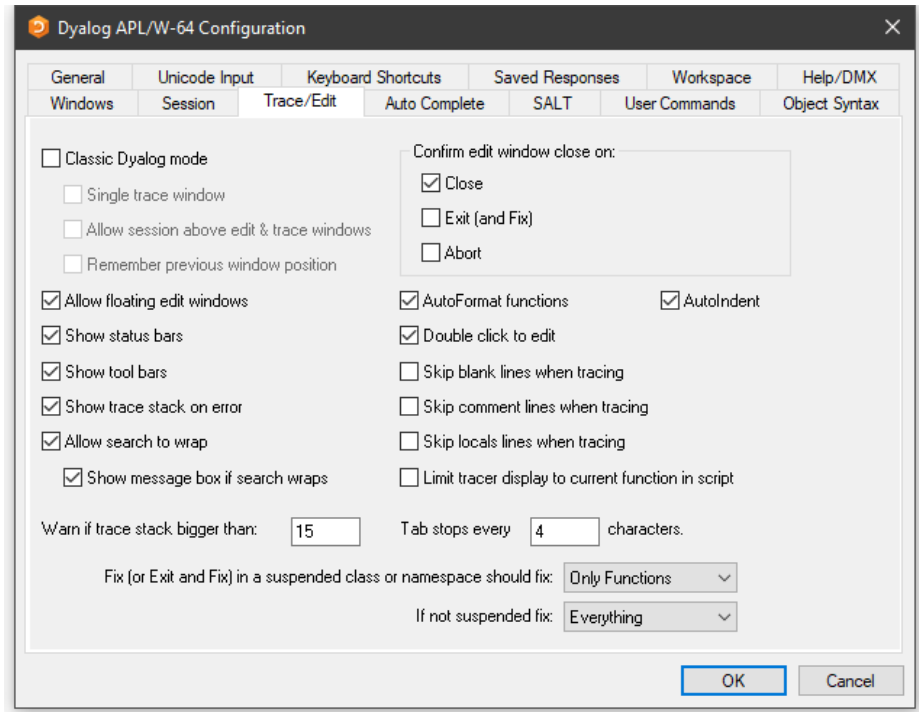 Dyalog APL/W-64 Configuration
General Unicode Input Keyboard Shortcuts Saved Responses Workspace Help/DMX
Windows Session Trace/Edit Auto Complete SALT User Commands Object Syntax
Classic Dyalog mode
Single trace window
Allow session above edit & trace windows
Remember previous window position
Confirm edit window close on:
Close
Exit (and Fix)
Abort
Allow floating edit windows
Show status bars
Show tool bars
Show trace stack on error
Allow search to wrap
Show message box if search wraps
AutoFormat functions AutoIndent
Double click to edit
Skip blank lines when tracing
Skip comment lines when tracing
Skip locals lines when tracing
Limit tracer display to current function in script
Warn if trace stack bigger than: 15 Tab stops every 4 characters.
Fix (or Exit and Fix) in a suspended class or namespace should fix: Only Functions
If not suspended fix: Everything
OK Cancel